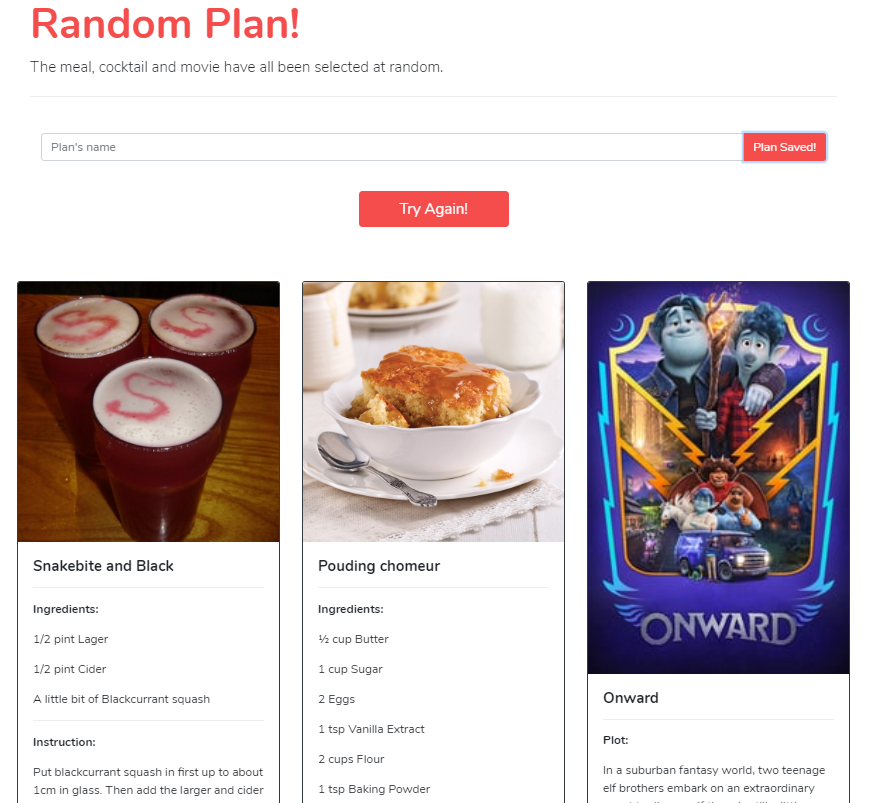 Random Plan!
The meal, cocktail and movie have all been selected at random.
Plan's name
Plan Saved!
Try Again!
S
S
S
Snakebite and Black
Ingredients:
1/2 pint Lager
1/2 pint Cider
A little bit of Blackcurrant squash
Instruction:
Put blackcurrant squash in first up to about
1cm in glass. Then add the larger and cider
Pouding chomeur
Ingredients:
½ cup Butter
1 cup Sugar
2 Eggs
1 tsp Vanilla Extract
2 cups Flour
1 tsp Baking Powder
ONWARD
Onward
Plot:
In a suburban fantasy world, two teenage
elf brothers embark on an extraordinary